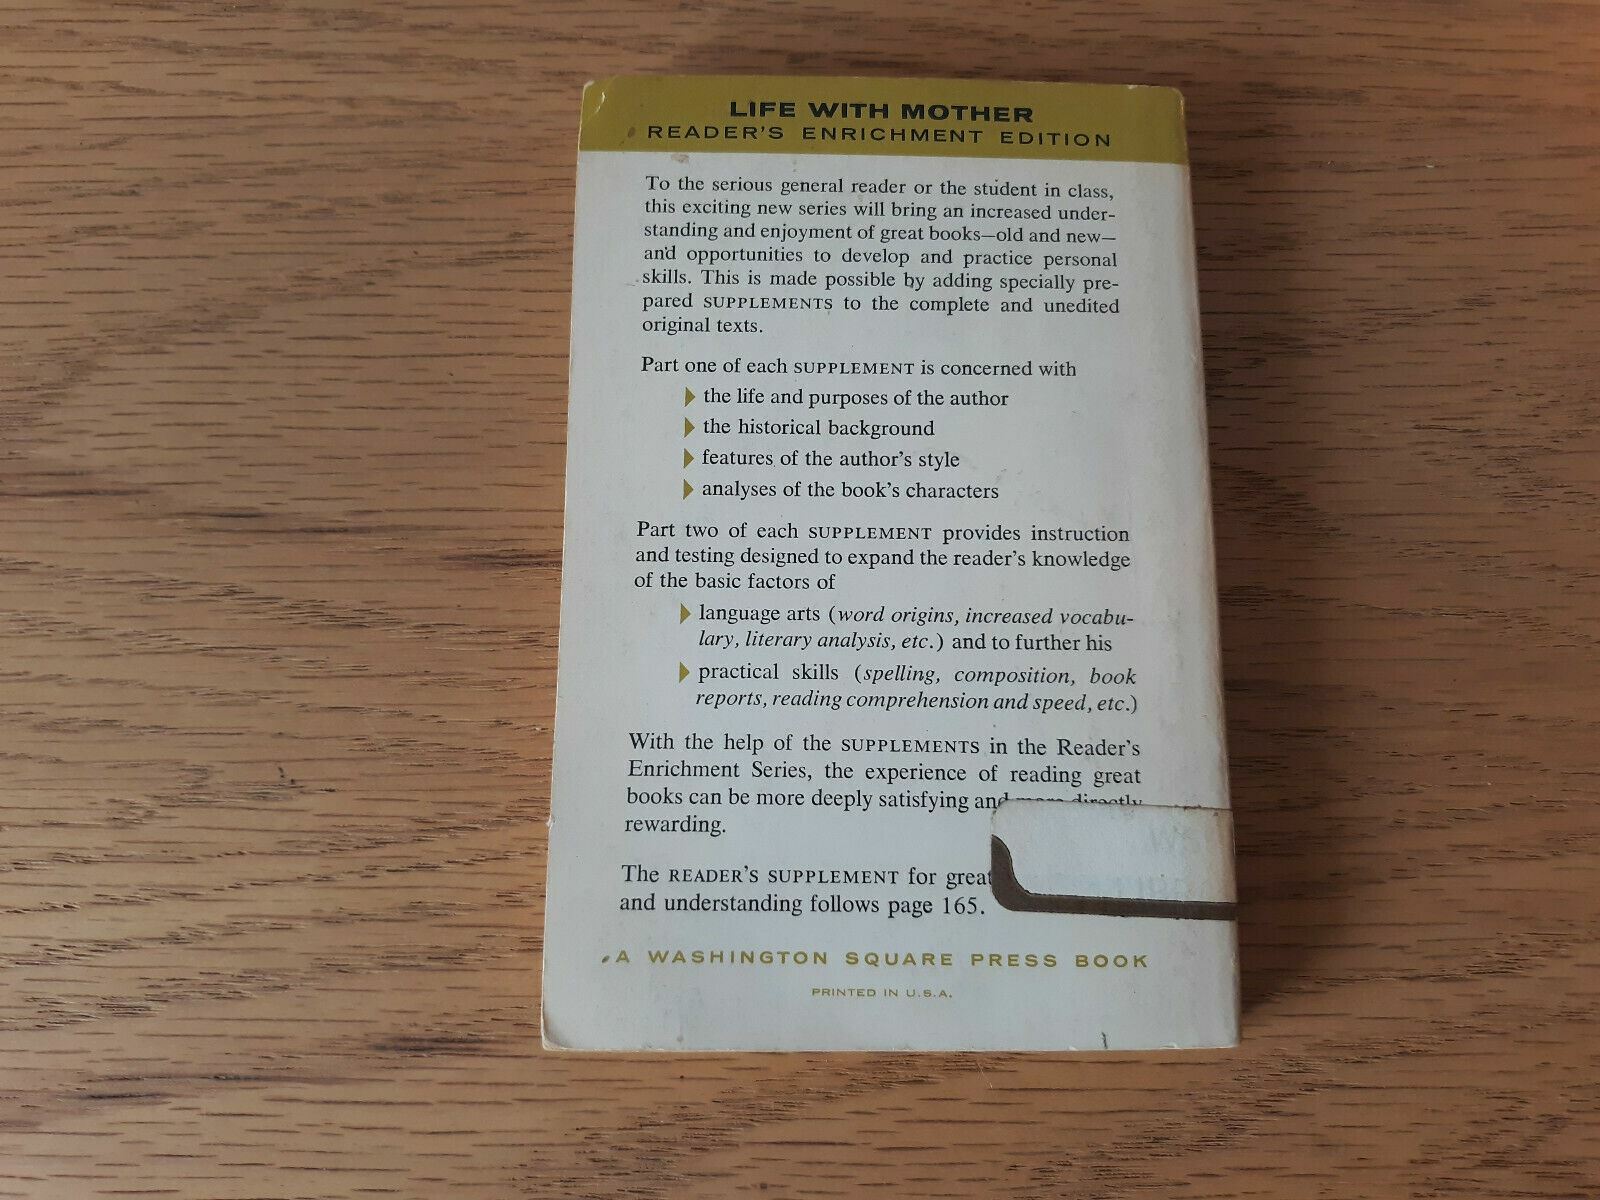 LIFE WITH MOTHER
READER'S ENRICHMENT EDITION
To the serious general reader or the student in class,
this exciting new series will bring an increased under-
standing and enjoyment of great books—old and new—
and opportunities to develop and practice personal
skills. This is made possible by adding specially pre-
pared SUPPLEMENTS to the complete and unedited
original texts.
Part one of each SUPPLEMENT is concerned with
the life and purposes of the author
the historical background
features of the author's style
analyses of the book's characters
Part two of each SUPPLEMENT provides instruction
and testing designed to expand the reader's knowledge
of the basic factors of
language arts (word origins, increased vocabu-
lary, literary analysis, etc.) and to further his
practical skills (spelling, composition, book
reports, reading comprehension and speed, etc.)
With the help of the SUPPLEMENTS in the Reader's
Enrichment Series, the experience of reading great
books can be more deeply satisfying and more directly
rewarding.
The READER'S SUPPLEMENT for great
and understanding follows page 165.
A WASHINGTON SQUARE PRESS BOOK
PRINTED IN U.S.A.